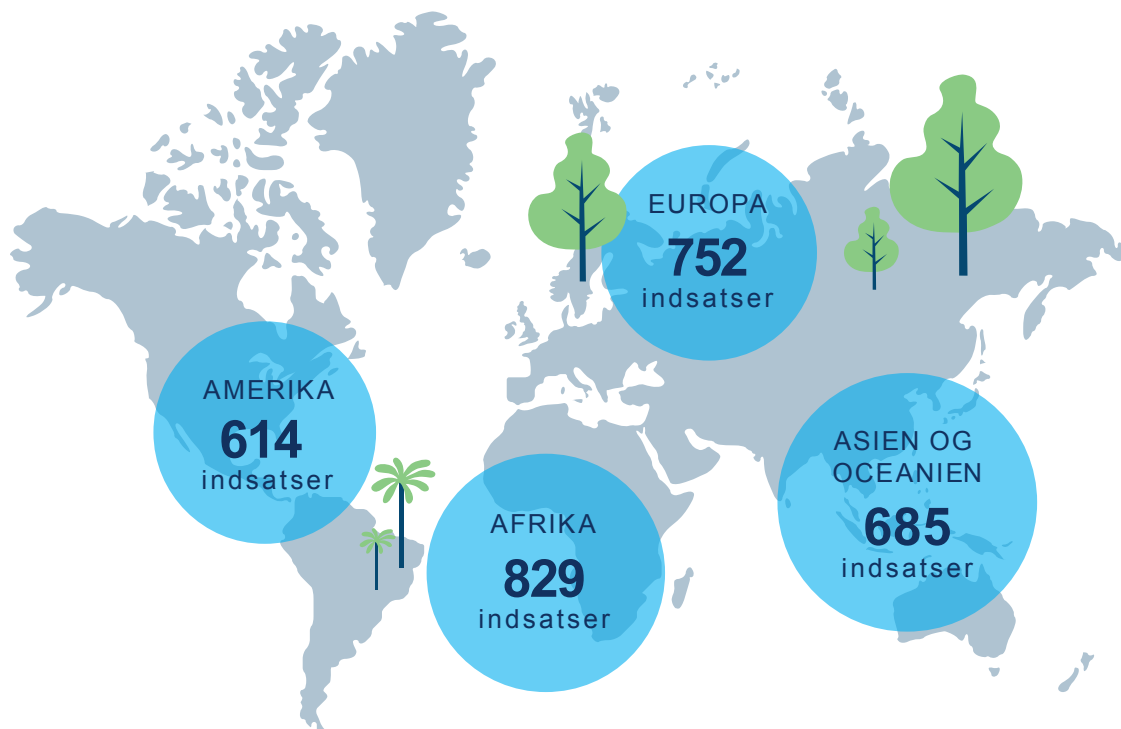 EUROPA
752
indsatser
AMERIKA
614
indsatser
ASIEN OG
OCEANIEN
685
indsatser
AFRIKA
829
indsatser